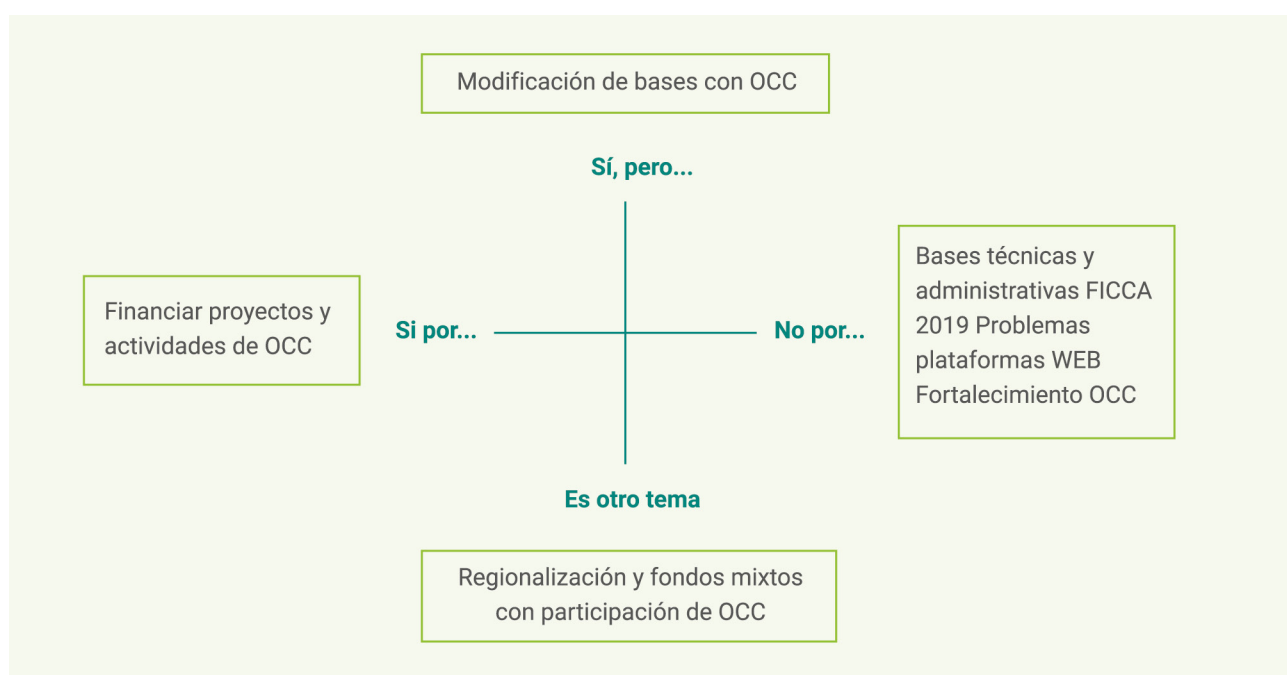 Modificación de bases con OCC
Sí, pero...
Financiar proyectos y
actividades de OCC
Si por...
No por...
Bases técnicas y
administrativas FICCA
2019 Problemas
plataformas WEB
Fortalecimiento OCC
Es otro tema
Regionalización y fondos mixtos
con participación de OCC